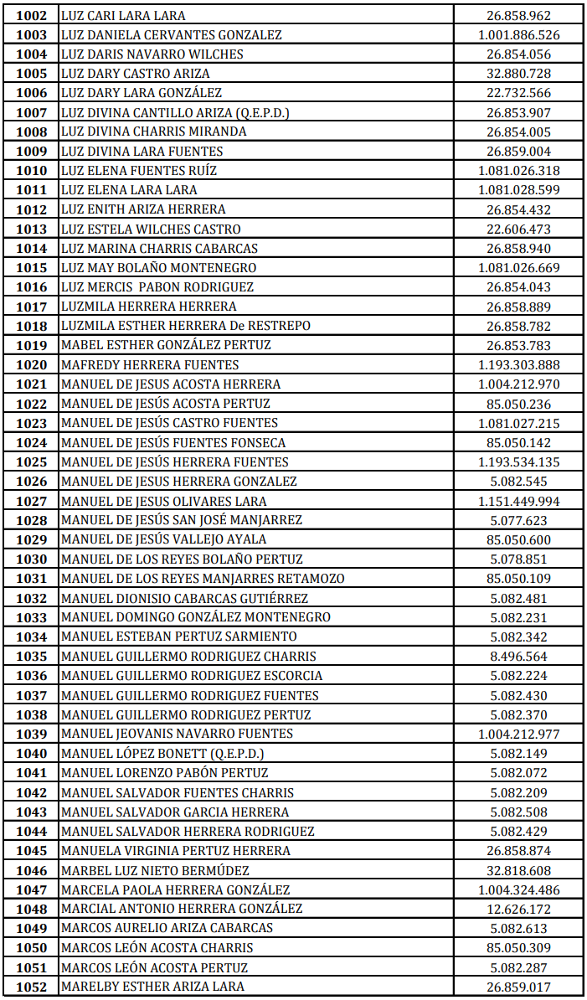 1002 LUZ CARI LARA LARA 26.858.962
1003 LUZ DANIELA CERVANTES GONZALEZ 1.001.886.526
1004 LUZ DARIS NAVARRO WILCHES 26.854.056
1005 LUZ DARY CASTRO ARIZA 32.880.728
1006 LUZ DARY LARA GONZÁLEZ 22.732.566
1007 LUZ DIVINA CANTILLO ARIZA (Q.E.P.D.) 26.853.907
1008 LUZ DIVINA CHARRIS MIRANDA 26.854.005
1009 LUZ DIVINA LARA FUENTES 26.859.004
1010 LUZ ELENA FUENTES RUÍZ 1.081.026.318
1011 LUZ ELENA LARA LARA 1.081.028.599
1012 LUZ ENITH ARIZA HERRERA 26.854.432
1013 LUZ ESTELA WILCHES CASTRO 22.606.473
1014 LUZ MARINA CHARRIS CABARCAS 26.858.940
1015 LUZ MAY BOLAÑO MONTENEGRO 1.081.026.669
1016 LUZ MERCIS  PABON RODRIGUEZ 26.854.043
1017 LUZMILA HERRERA HERRERA 26.858.889
1018 LUZMILA ESTHER HERRERA De RESTREPO 26.858.782
1019 MABEL ESTHER GONZÁLEZ PERTUZ 26.853.783
1020 MAFREDY HERRERA FUENTES 1.193.303.888
1021 MANUEL DE JESUS ACOSTA HERRERA 1.004.212.970
1022 MANUEL DE JESÚS ACOSTA PERTUZ 85.050.236
1023 MANUEL DE JESÚS CASTRO FUENTES 1.081.027.215
1024 MANUEL DE JESÚS FUENTES FONSECA 85.050.142
1025 MANUEL DE JESÚS HERRERA FUENTES 1.193.534.135
1026 MANUEL DE JESUS HERRERA GONZALEZ 5.082.545
1027 MANUEL DE JESUS OLIVARES LARA 1.151.449.994
1028 MANUEL DE JESÚS SAN JOSÉ MANJARREZ 5.077.623
1029 MANUEL DE JESÚS VALLEJO AYALA 85.050.600
1030 MANUEL DE LOS REYES BOLAÑO PERTUZ 5.078.851
1031 MANUEL DE LOS REYES MANJARRES RETAMOZO 85.050.109
1032 MANUEL DIONISIO CABARCAS GUTIÉRREZ 5.082.481
1033 MANUEL DOMINGO GONZÁLEZ MONTENEGRO 5.082.231
1034 MANUEL ESTEBAN PERTUZ SARMIENTO 5.082.342
1035 MANUEL GUILLERMO RODRIGUEZ CHARRIS 8.496.564
1036 MANUEL GUILLERMO RODRIGUEZ ESCORCIA 5.082.224
1037 MANUEL GUILLERMO RODRIGUEZ FUENTES 5.082.430
1038 MANUEL GUILLERMO RODRIGUEZ PERTUZ 5.082.370
1039 MANUEL JEOVANIS NAVARRO FUENTES 1.004.212.977
1040 MANUEL LÓPEZ BONETT (Q.E.P.D.) 5.082.149
1041 MANUEL LORENZO PABÓN PERTUZ 5.082.072
1042 MANUEL SALVADOR FUENTES CHARRIS 5.082.209
1043 MANUEL SALVADOR GARCIA HERRERA 5.082.508
1044 MANUEL SALVADOR HERRERA RODRIGUEZ 5.082.429
1045 MANUELA VIRGINIA PERTUZ HERRERA 26.858.874
1046 MARBEL LUZ NIETO BERMÚDEZ 32.818.608
1047 MARCELA PAOLA HERRERA GONZÁLEZ 1.004.324.486
1048 MARCIAL ANTONIO HERRERA GONZÁLEZ 12.626.172
1049 MARCOS AURELIO ARIZA CABARCAS 5.082.613
1050 MARCOS LEÓN ACOSTA CHARRIS 85.050.309
1051 MARCOS LEÓN ACOSTA PERTUZ 5.082.287
1052 MARELBY ESTHER ARIZA LARA 26.859.017